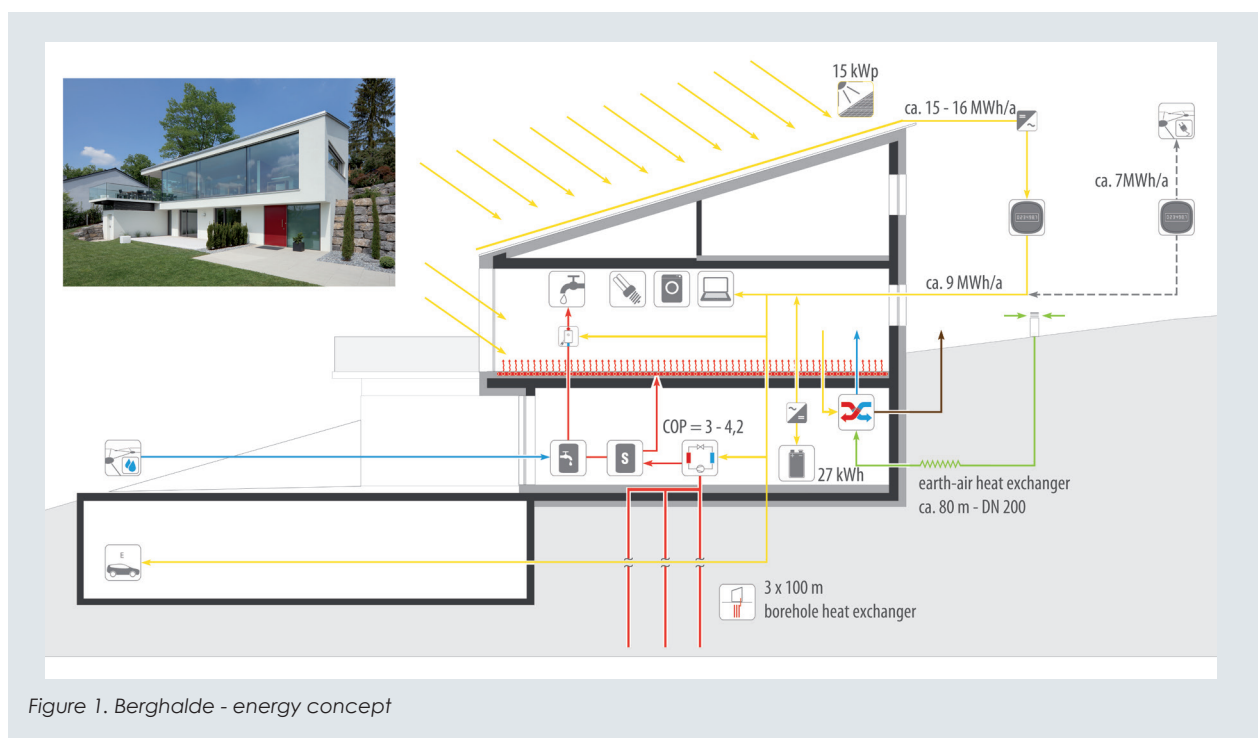 15 kWp
ca. 15 - 16 MWh/a
ca. 7MWh/a
ca. 9 MWh/a
COP = 3 - 4,2
S
27 kWh
earth-air heat exchanger
ca. 80 m - DN 200
E
3 x 100 m
borehole heat exchanger
Figure 1. Berghalde - energy concept